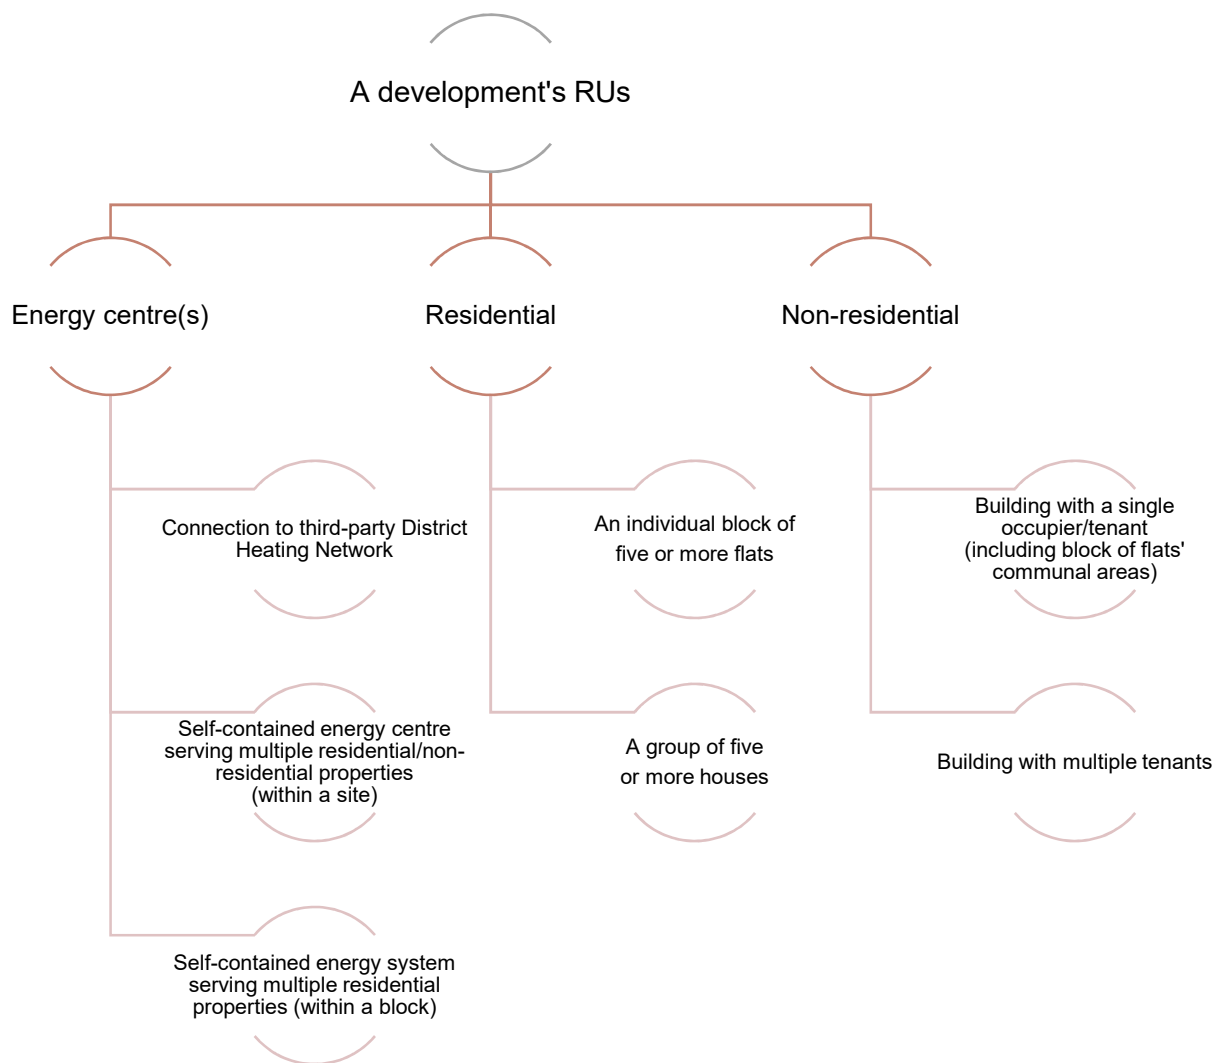 A development's RUs
Energy centre(s)
Residential
Non-residential
Connection to third-party District
Heating Network
An individual block of
five or more flats
Building with a single
occupier/tenant
(including block of flats'
communal areas)
Self-contained energy centre
serving multiple residential/non-
residential properties
(within a site)
A group of five
or more houses
Building with multiple tenants
Self-contained energy system
serving multiple residential
properties (within a block)